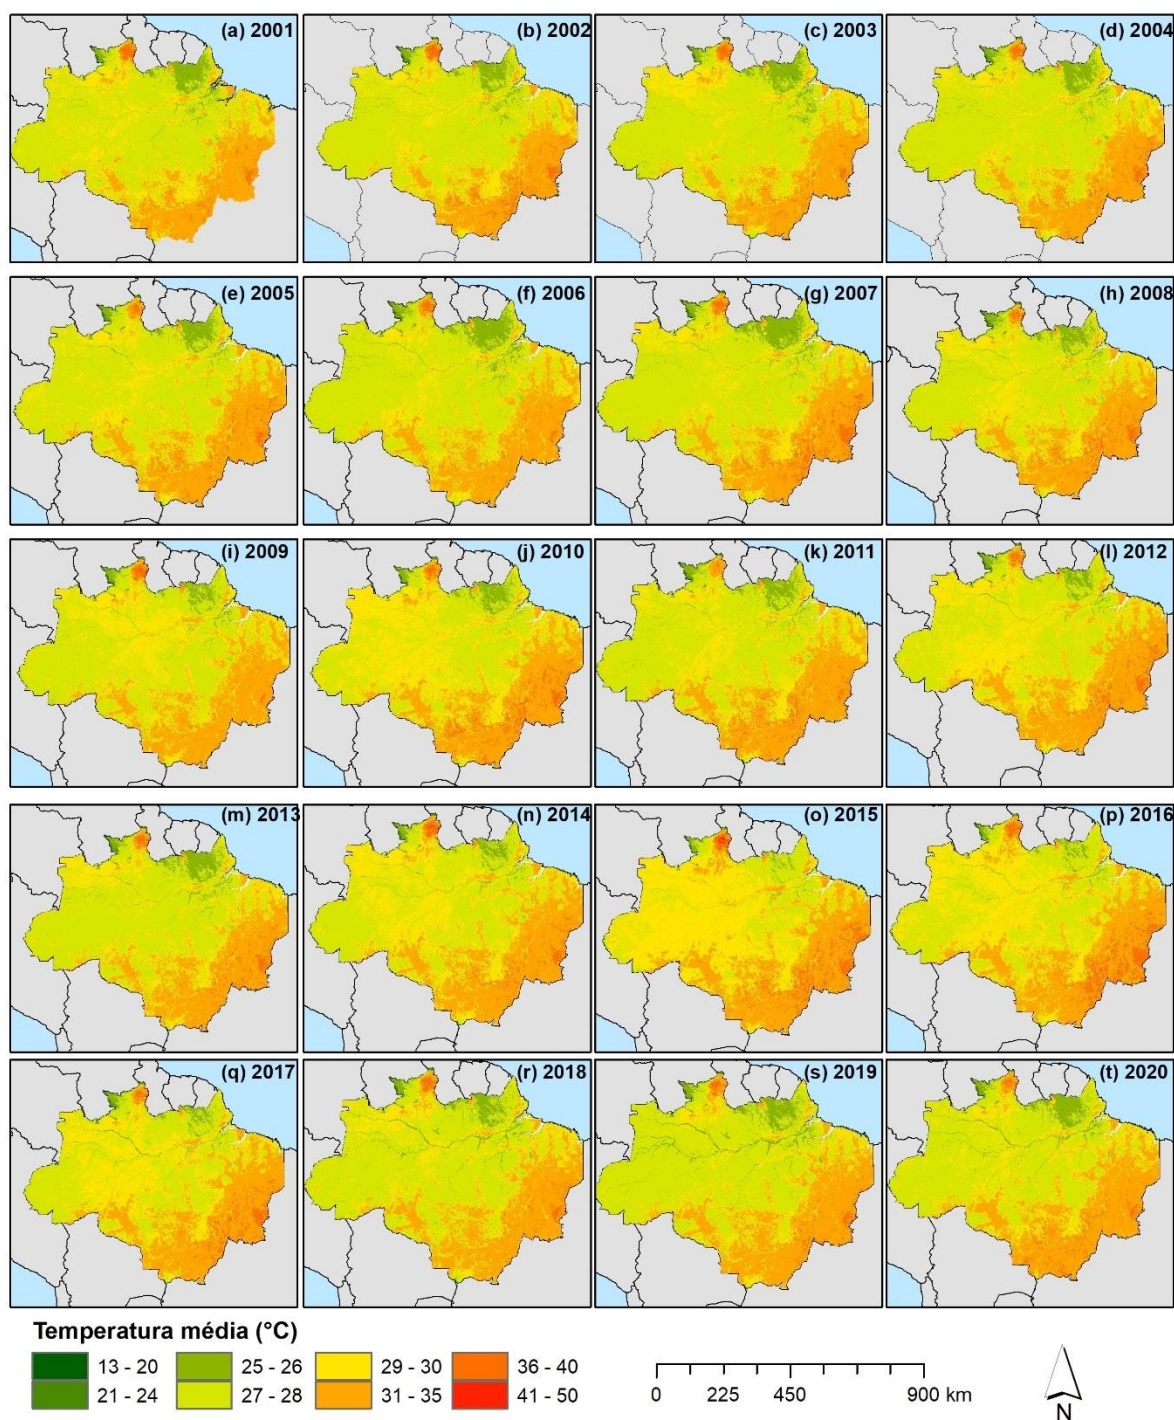 (a) 2001
(b) 2002
(c) 2003
(d) 2004
(e) 2005
(f) 2006
(g) 2007
(h) 2008
(i) 2009
(j) 2010
(k) 2011
(l) 2012
(m) 2013
(n) 2014
(o) 2015
(p) 2016
(q) 2017
(r) 2018
(s) 2019
(t) 2020
Temperatura média (°C)
13 - 20 25 - 26 29 - 30 36 - 40
21 - 24 27 - 28 31 - 35 41 - 50
0 225 450 900 km
N